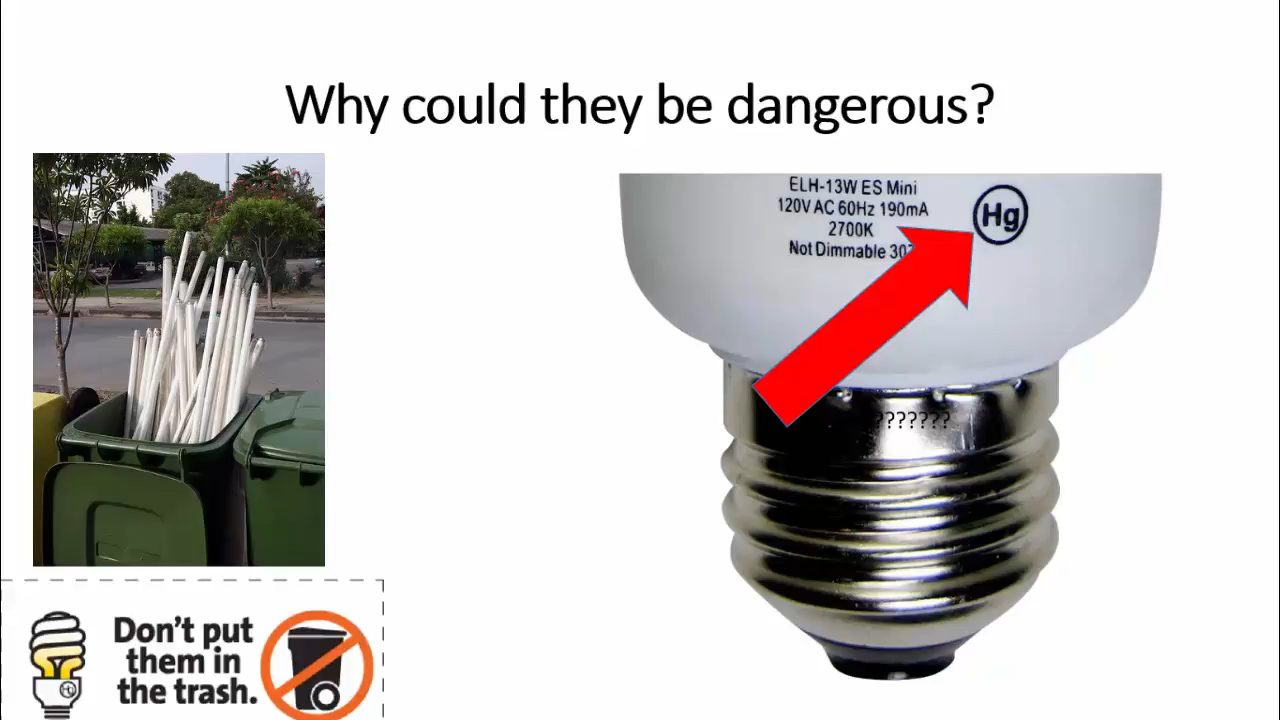 Why could they be dangerous?
ELH-13W ES Mini
120V AC 60Hz 190mA
2700K
Not Dimmable
Hg
???????
Don't put
them in
the trash.